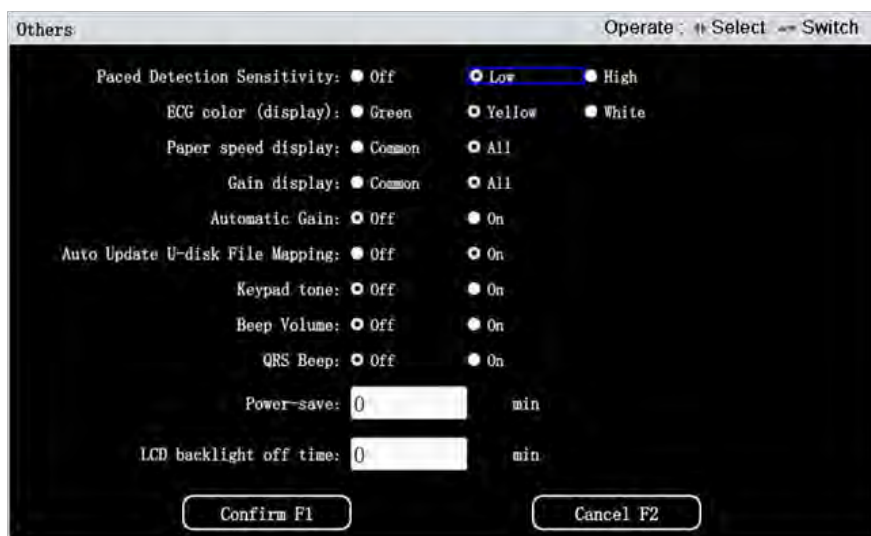 Others Operate : Select Switch
Paced Detection Sensitivity: Off Low High
ECG color (display): Green Yellow White
Paper speed display: Common All
Gain display: Common All
Automatic Gain: Off On
Auto Update U-disk File Mapping: Off On
Keypad tone: Off On
Beep Volume: Off On
QRS Beep: Off On
Power-save: 0 min
LCD backlight off time: 0 min
Confirm F1 Cancel F2